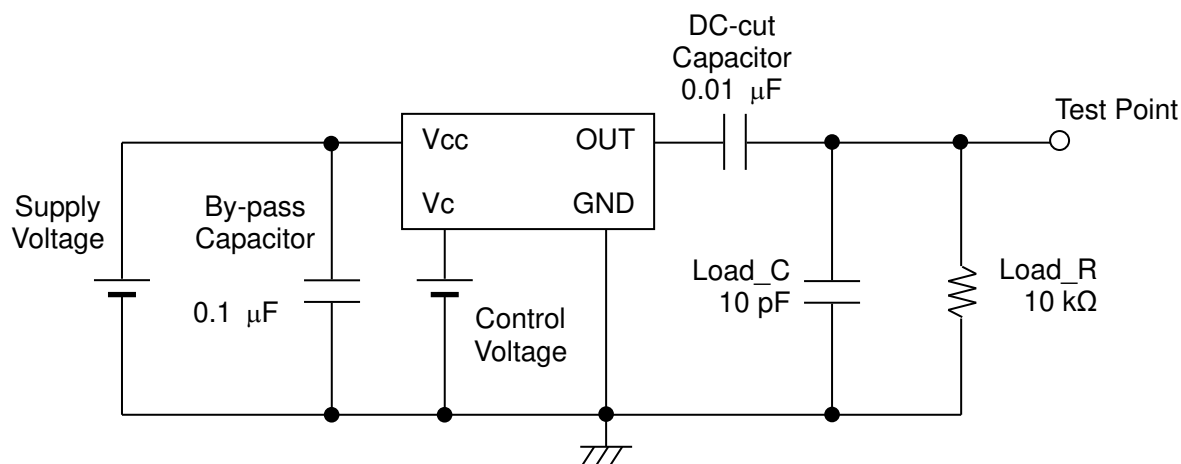 DC-cut
Capacitor
0.01 μF
Test Point
Vcc
OUT
Vc
GND
Supply
Voltage
By-pass
Capacitor
0.1 μF
Control
Voltage
Load_C
10 pF
Load_R
10 kΩ